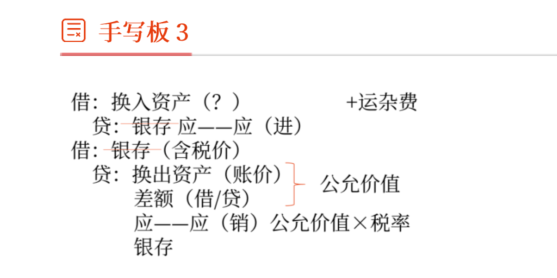 手写板 3
借：换入资产（？） +运杂费
贷：银存 应——应（进）
借：银存（含税价）
贷：换出资产（账价）
差额（借/贷）
公允价值
应——应（销）公允价值×税率
银存